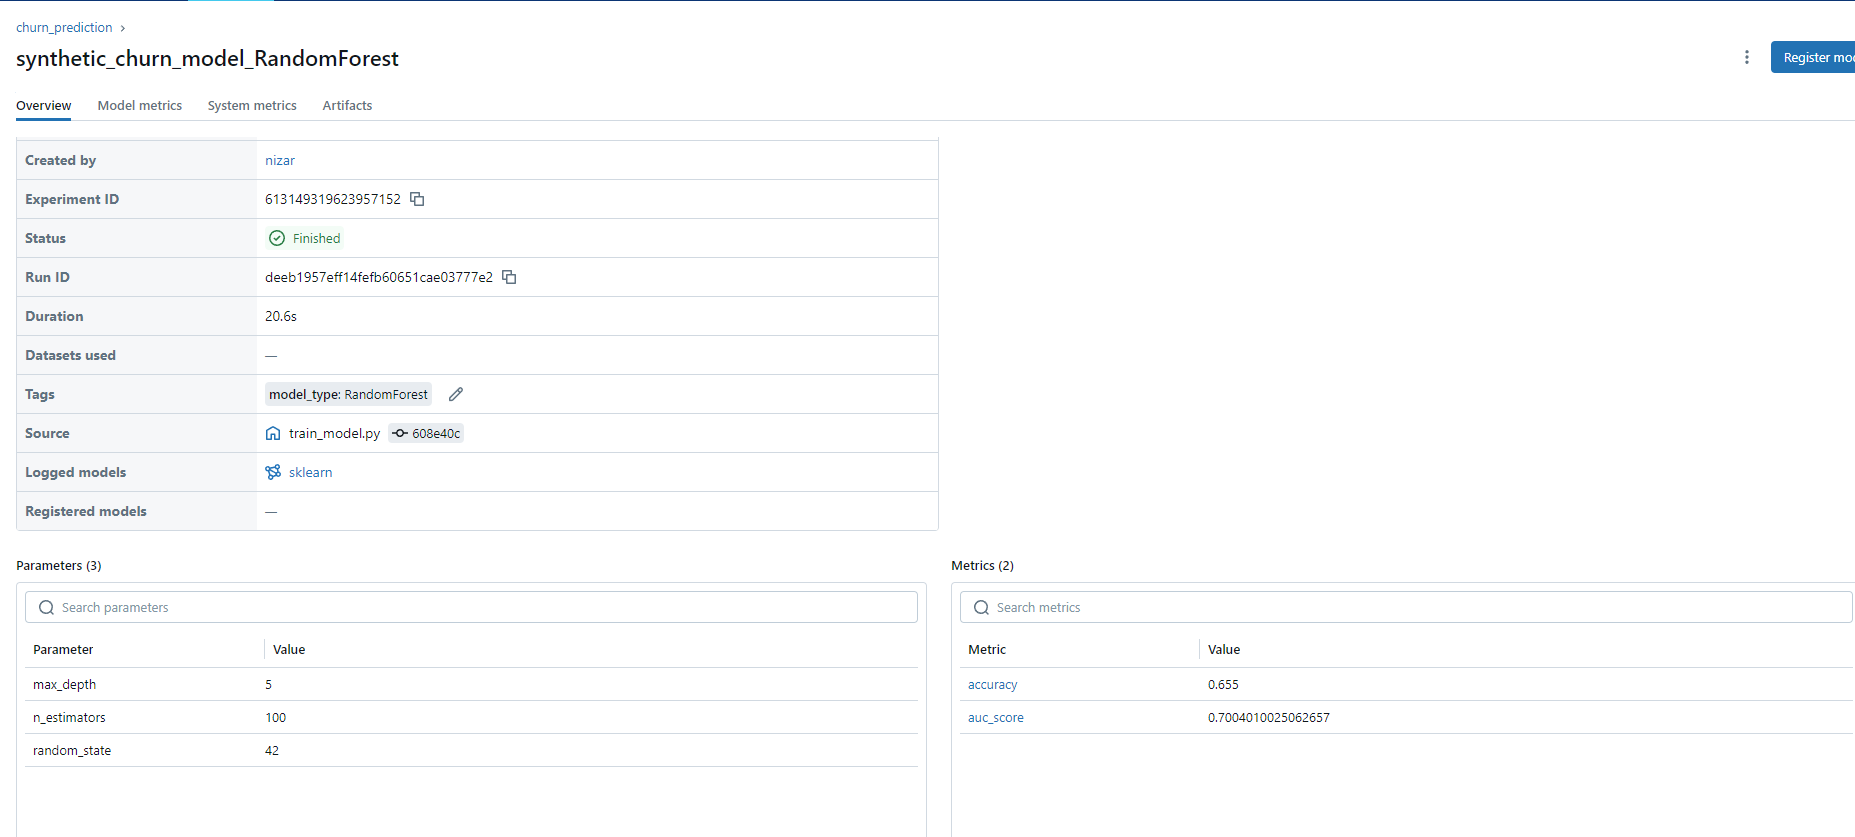 churn_prediction
synthetic_churn_model_RandomForest
Register mo
Overview Model metrics System metrics Artifacts
Created by nizar
Experiment ID 613149319623957152
Status Finished
Run ID deeb1957eff14fefb60651cae03777e2
Duration 20.6s
Datasets used —
Tags model_type: RandomForest
Source train_model.py 608e40c
Logged models sklearn
Registered models —
Parameters (3)
Search parameters
Parameter Value
max_depth 5
n_estimators 100
random_state 42
Metrics (2)
Search metrics
Metric Value
accuracy 0.655
auc_score 0.7004010025062657